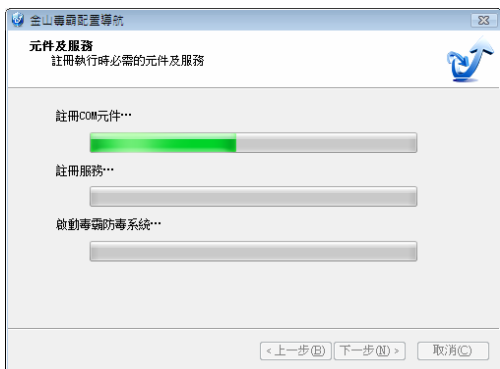 金山毒霸配置導航
元件及服務
註冊執行時必需的元件及服務
註冊COM元件…
註冊服務…
啟動毒霸防毒系統…
<上一步(B) 下一步(N)> 取消(C)